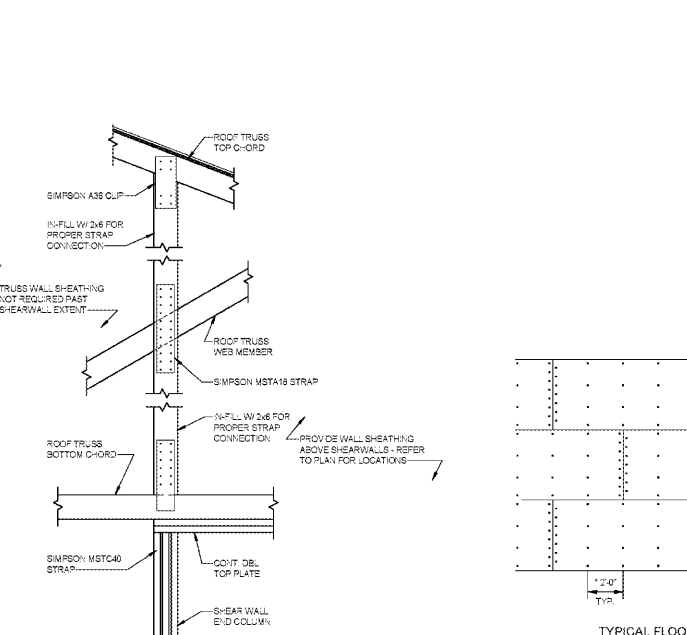 ROOF TRUSS
TOP CHORD
SIMPSON A35 CLIP
IN-FILL W/ 2x6 FOR
PROPER STRAP
CONNECTION
TRUSS WALL SHEATHING
NOT REQUIRED PAST
SHEARWALL EXTENT
ROOF TRUSS
WEB MEMBER
SIMPSON MSTA18 STRAP
IN-FILL W/ 2x6 FOR
PROPER STRAP
CONNECTION
PROVIDE WALL SHEATHING
ABOVE SHEARWALLS - REFER
TO PLAN FOR LOCATIONS
ROOF TRUSS
BOTTOM CHORD
SIMPSON MSTC40
STRAP
CONT. DBL
TOP PLATE
SHEAR WALL
END COLUMN
* 2'-0"
TYP.
TYPICAL FLOO